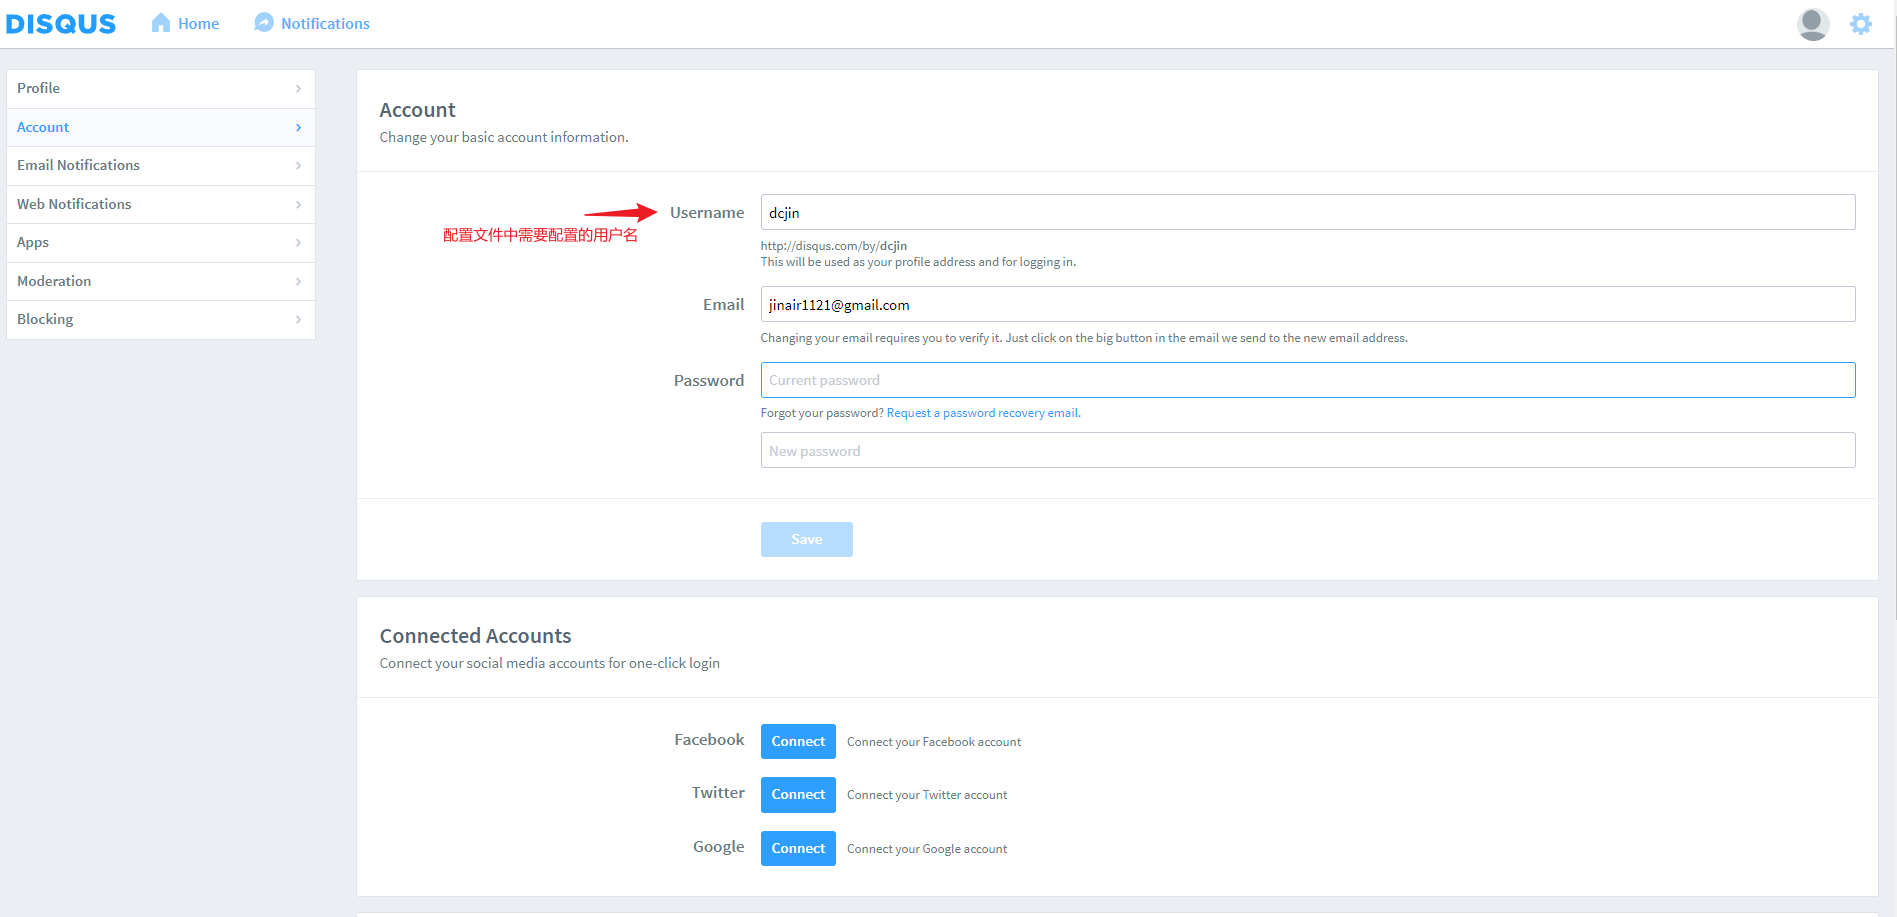 DISQUS Home Notifications
Profile
Account
Email Notifications
Web Notifications
Apps
Moderation
Blocking
Account
Change your basic account information.
Username dcjin
配置文件中需要配置的用户名
http://disqus.com/by/dcjin
This will be used as your profile address and for logging in.
Email jinair1121@gmail.com
Changing your email requires you to verify it. Just click on the big button in the email we send to the new email address.
Password Current password
Forgot your password? Request a password recovery email.
New password
Save
Connected Accounts
Connect your social media accounts for one-click login
Facebook Connect Connect your Facebook account
Twitter Connect Connect your Twitter account
Google Connect Connect your Google account